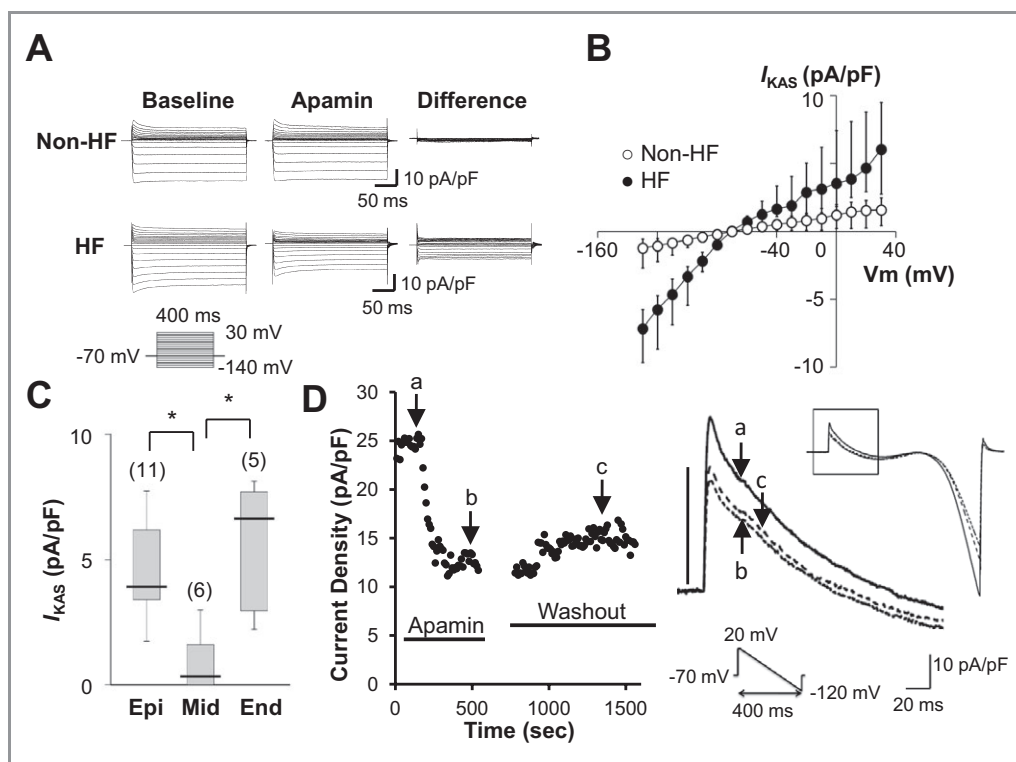 A
Baseline Apamin Difference
Non-HF
10 pA/pF
50 ms
HF
10 pA/pF
50 ms
400 ms
30 mV
-70 mV
-140 mV
B
IKAS (pA/pF)
10
Non-HF
HF
-160 -40 0 40
Vm (mV)
-5
-10
C
10
* *
(11) (6) (5)
IKAS (pA/pF)
5
0
Epi Mid End
D
30
25
20
15
10
5
0
Current Density (pA/pF)
a
b
c
Apamin
Washout
0 500 1000 1500
Time (sec)
a
c
b
20 mV
-70 mV
-120 mV
400 ms
10 pA/pF
20 ms